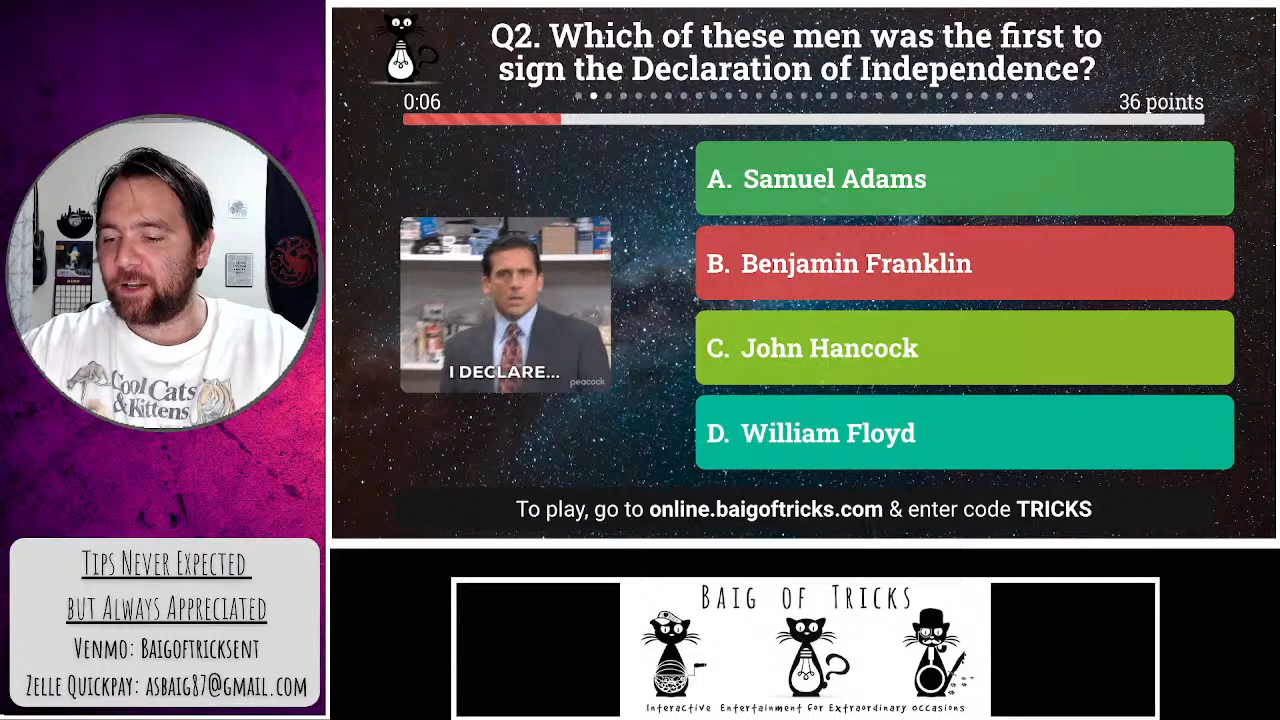 Q2. Which of these men was the first to
sign the Declaration of Independence?
0:06
36 points
A. Samuel Adams
B. Benjamin Franklin
C. John Hancock
D. William Floyd
I DECLARE...
peacock
To play, go to online.baigoftricks.com & enter code TRICKS
Cool Cats
& Kittens
Tips Never Expected
but Always Appreciated
Venmo: Baigoftricksent
Zelle Quickpay: asbaig87@gmail.com
Baig of Tricks
Interactive Entertainment for Extraordinary Occasions